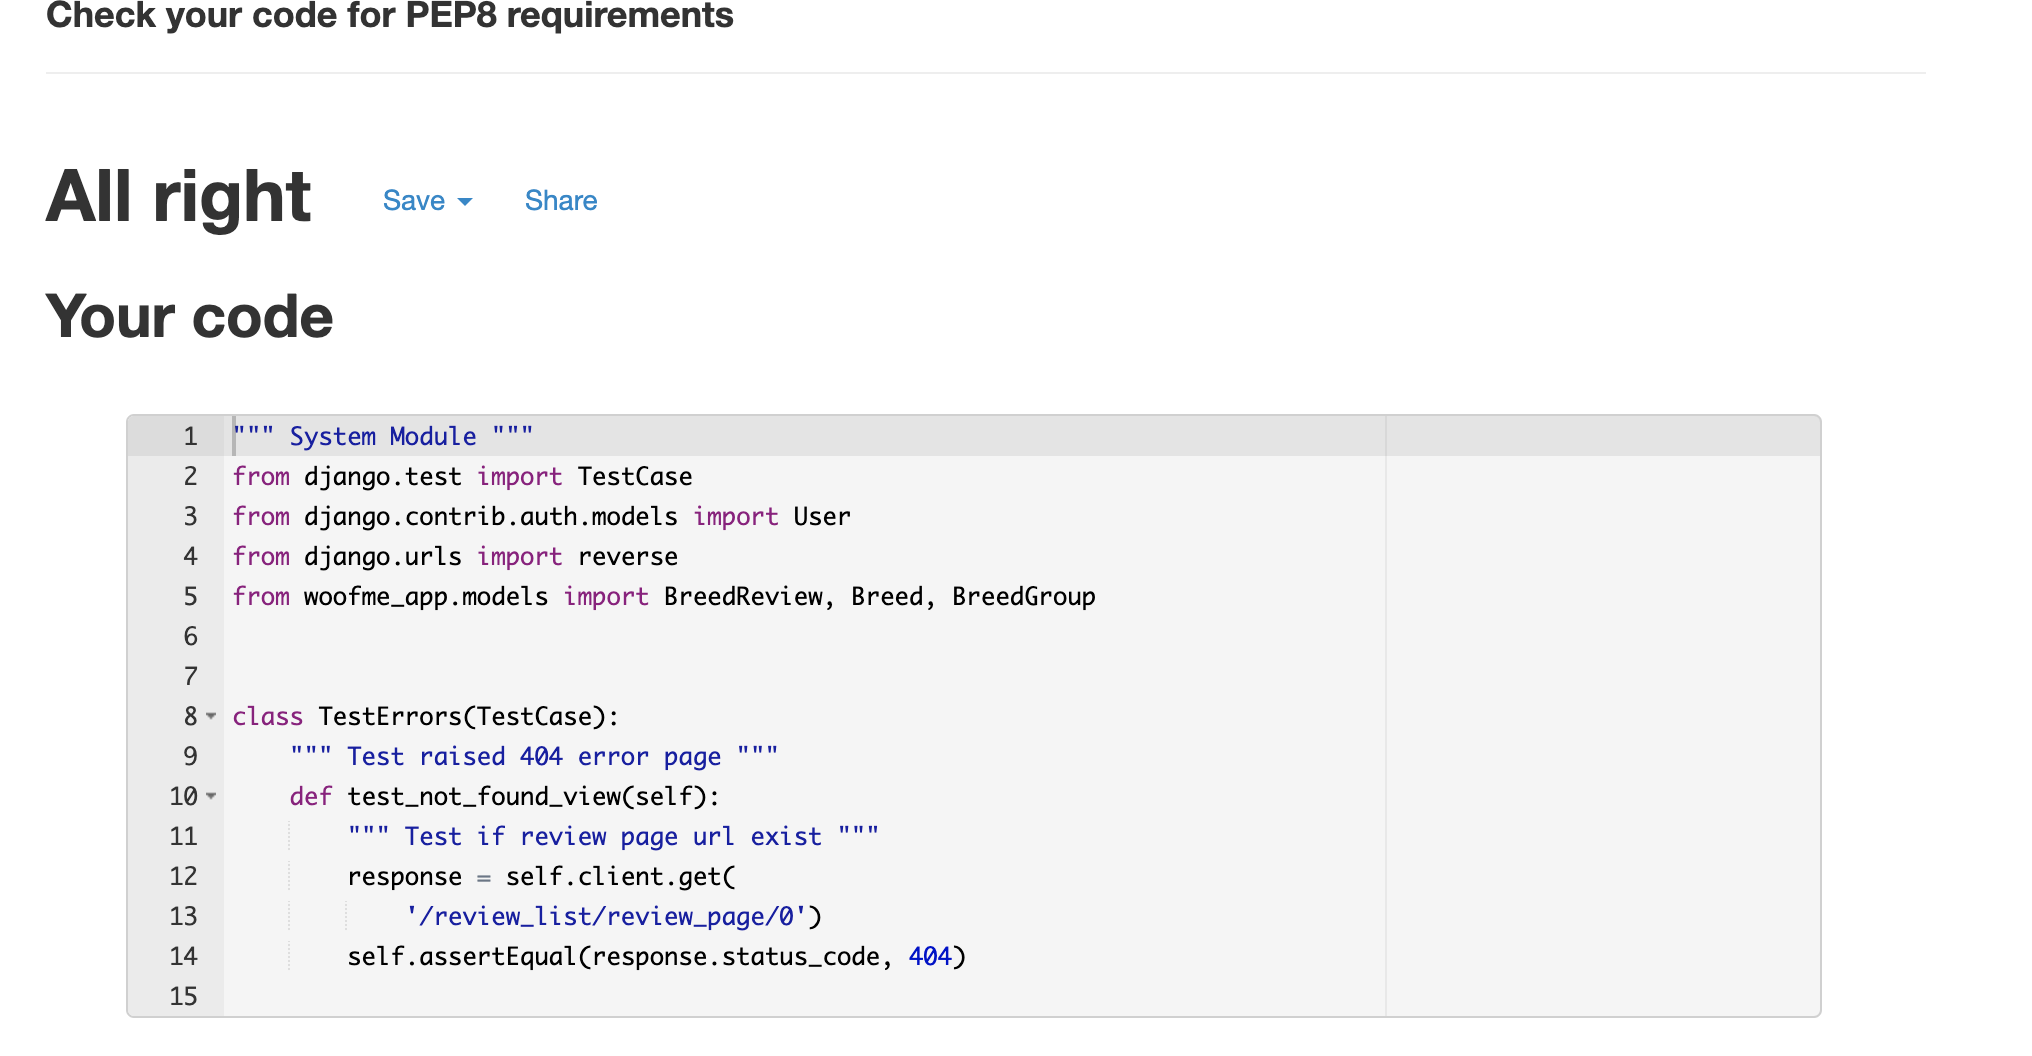 Check your code for PEP8 requirements
All right Save Share
Your code
1 """ System Module """
2 from django.test import TestCase
3 from django.contrib.auth.models import User
4 from django.urls import reverse
5 from woofme_app.models import BreedReview, Breed, BreedGroup
6
7
8 class TestErrors(TestCase):
9 """ Test raised 404 error page """
10 def test_not_found_view(self):
11 """ Test if review page url exist """
12 response = self.client.get(
13 '/review_list/review_page/0')
14 self.assertEqual(response.status_code, 404)
15